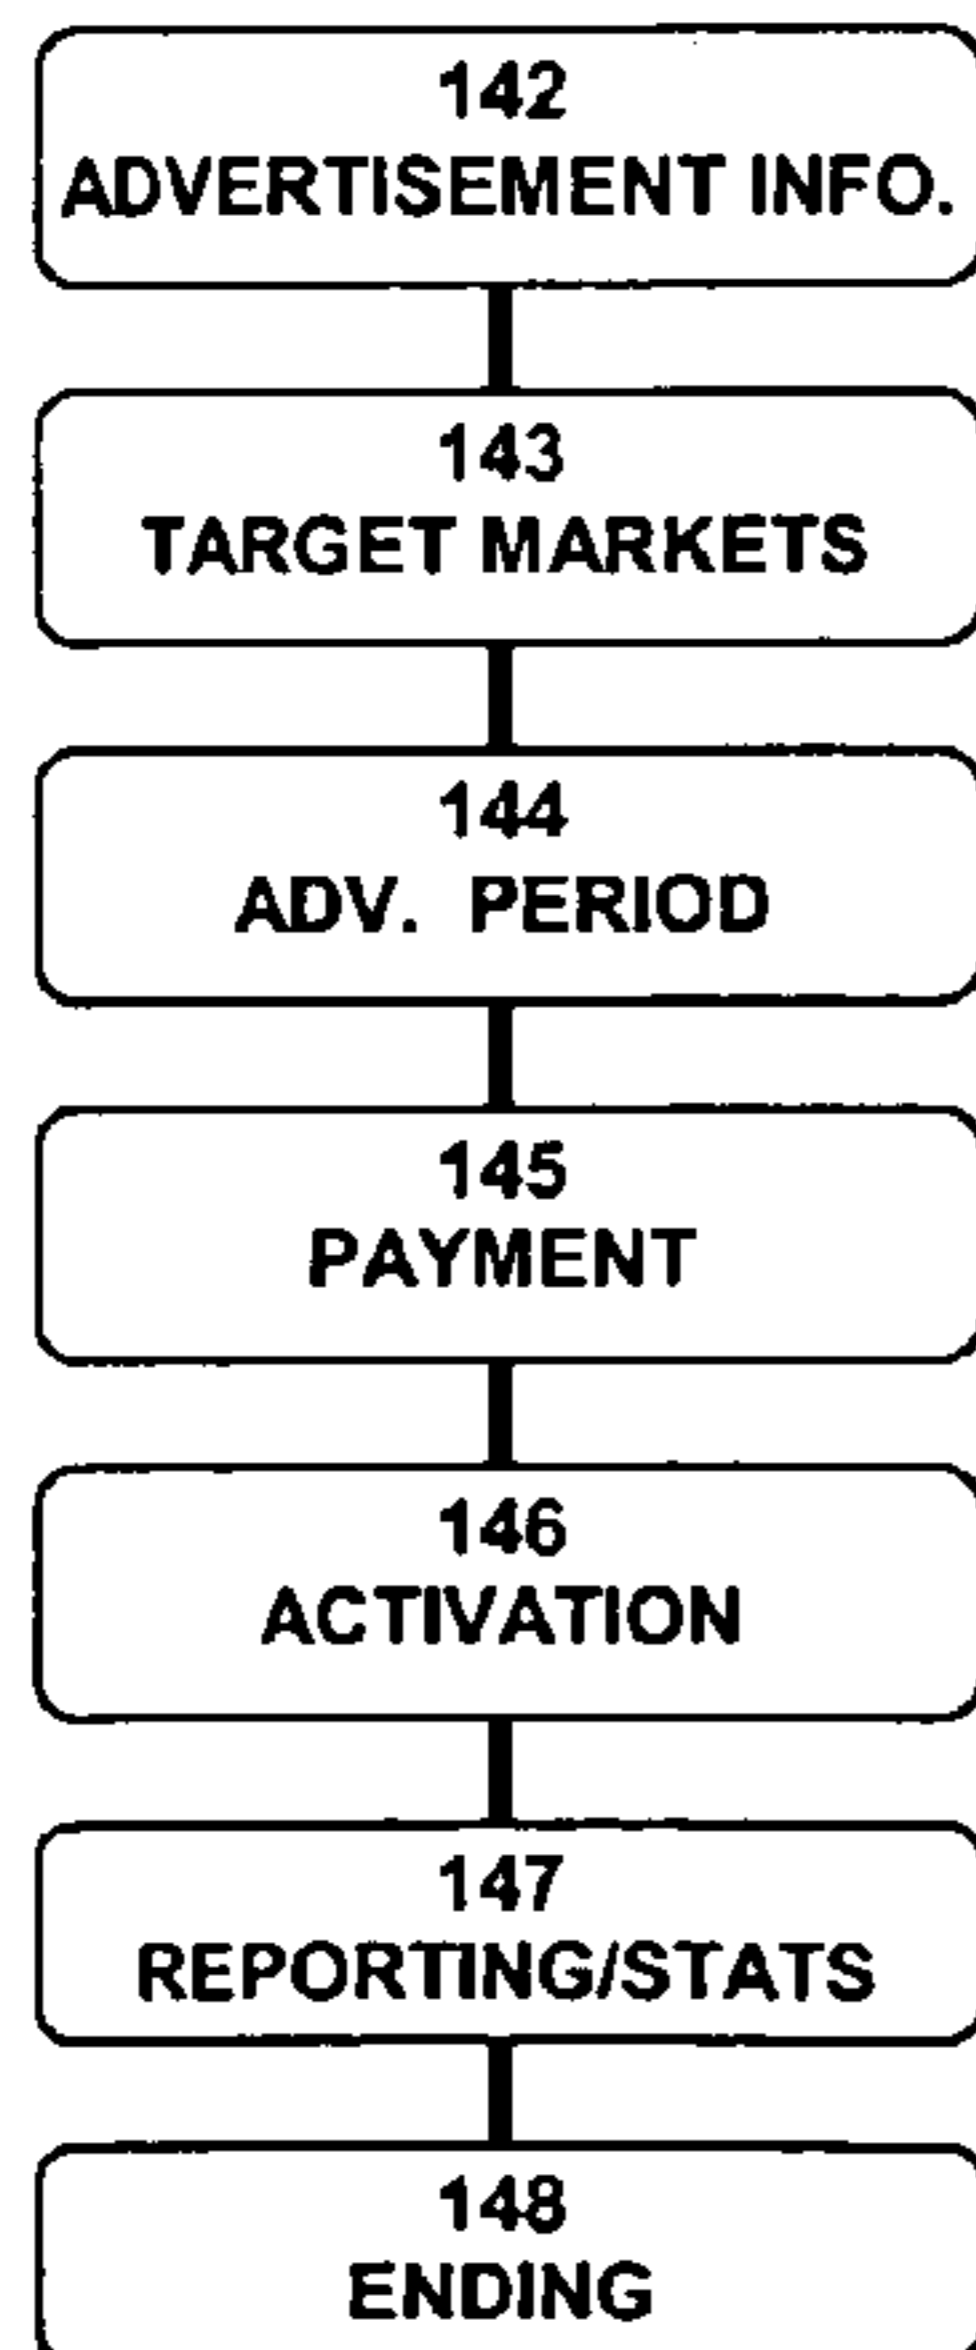 142
ADVERTISEMENT INFO.
143
TARGET MARKETS
144
ADV. PERIOD
145
PAYMENT
146
ACTIVATION
147
REPORTING/STATS
148
ENDING